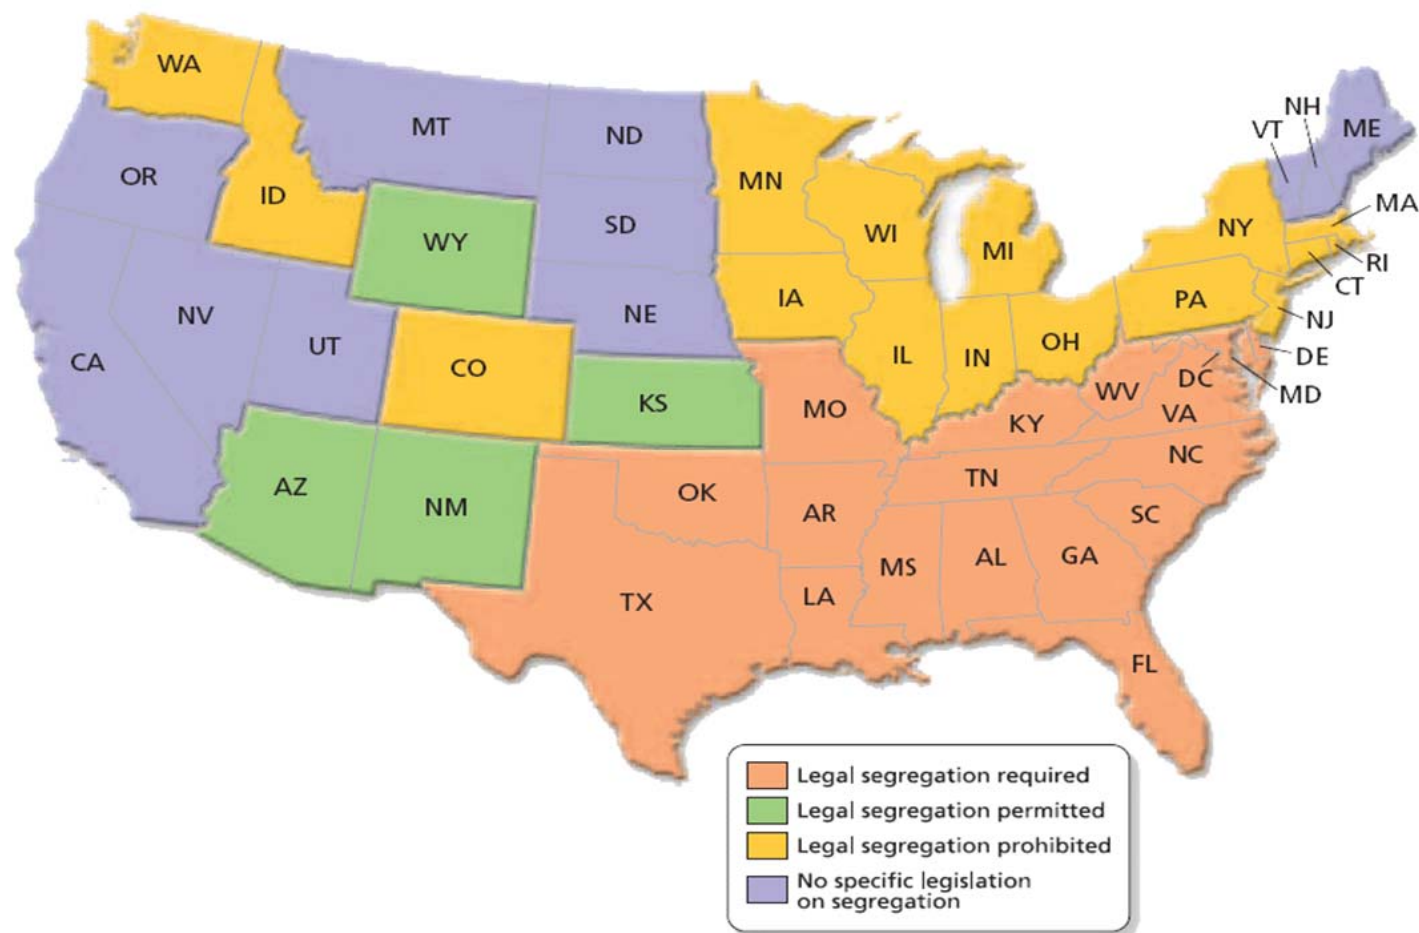 WA
MT
ND
MN
OR
ID
WY
SD
WI
MI
NY
VT
NH
ME
MA
RI
CT
NJ
DE
MD
DC
PA
IA
NE
NV
UT
CA
CO
KS
IL
IN
OH
WV
VA
MO
KY
NC
TN
AZ
NM
OK
AR
SC
TX
LA
MS
AL
GA
FL
Legal segregation required
Legal segregation permitted
Legal segregation prohibited
No specific legislation
on segregation